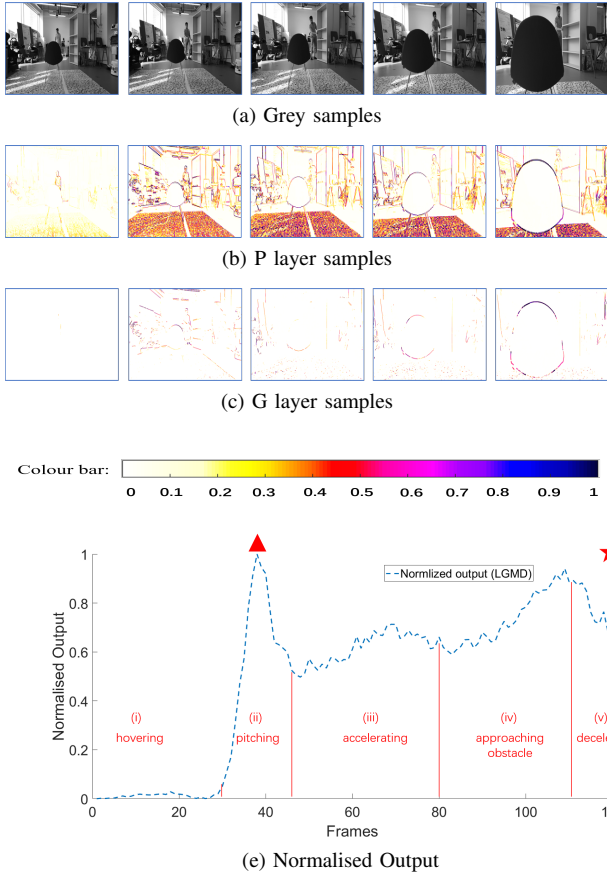 (a) Grey samples
(b) P layer samples
(c) G layer samples
Colour bar:
0 0.1 0.2 0.3 0.4 0.5 0.6 0.7 0.8 0.9 1
Normlized output (LGMD)
1
0.8
0.6
0.4
0.2
0
Normalised Output
(i) hovering
(ii) pitching
(iii) accelerating
(iv) approaching
obstacle
(v)
0 20 40 60 80 100
Frames
(e) Normalised Output